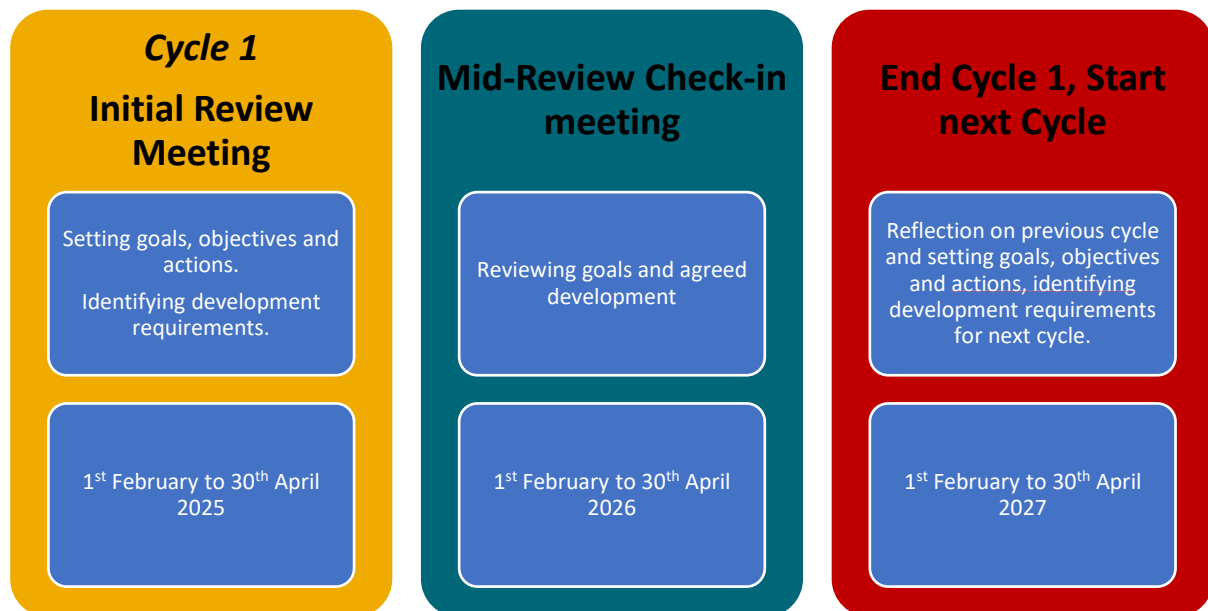 Cycle 1
Initial Review
Meeting
Setting goals, objectives and
actions.
Identifying development
requirements.
1st February to 30th April
2025
Mid-Review Check-in
meeting
Reviewing goals and agreed
development
1st February to 30th April
2026
End Cycle 1, Start
next Cycle
Reflection on previous cycle
and setting goals, objectives
and actions, identifying
development requirements
for next cycle.
1st February to 30th April
2027